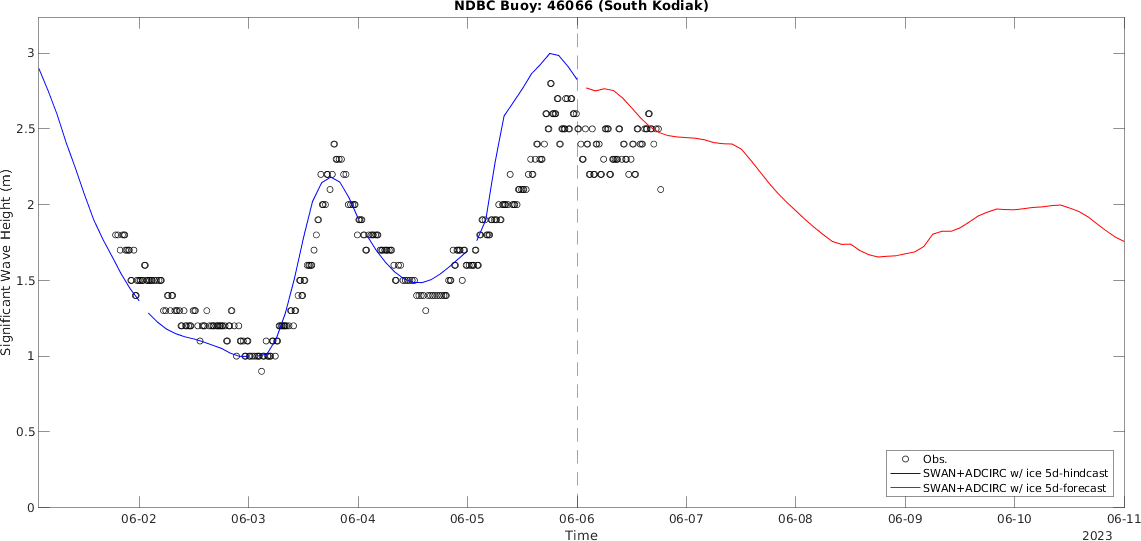 NDBC Buoy: 46066 (South Kodiak)
Significant Wave Height (m)
3
2.5
2
1.5
1
0.5
0
Obs.
SWAN+ADCIRC w/ ice 5d-hindcast
SWAN+ADCIRC w/ ice 5d-forecast
06-02 06-03 06-04 06-05 06-06 06-07 06-08 06-09 06-10 06-11
Time
2023